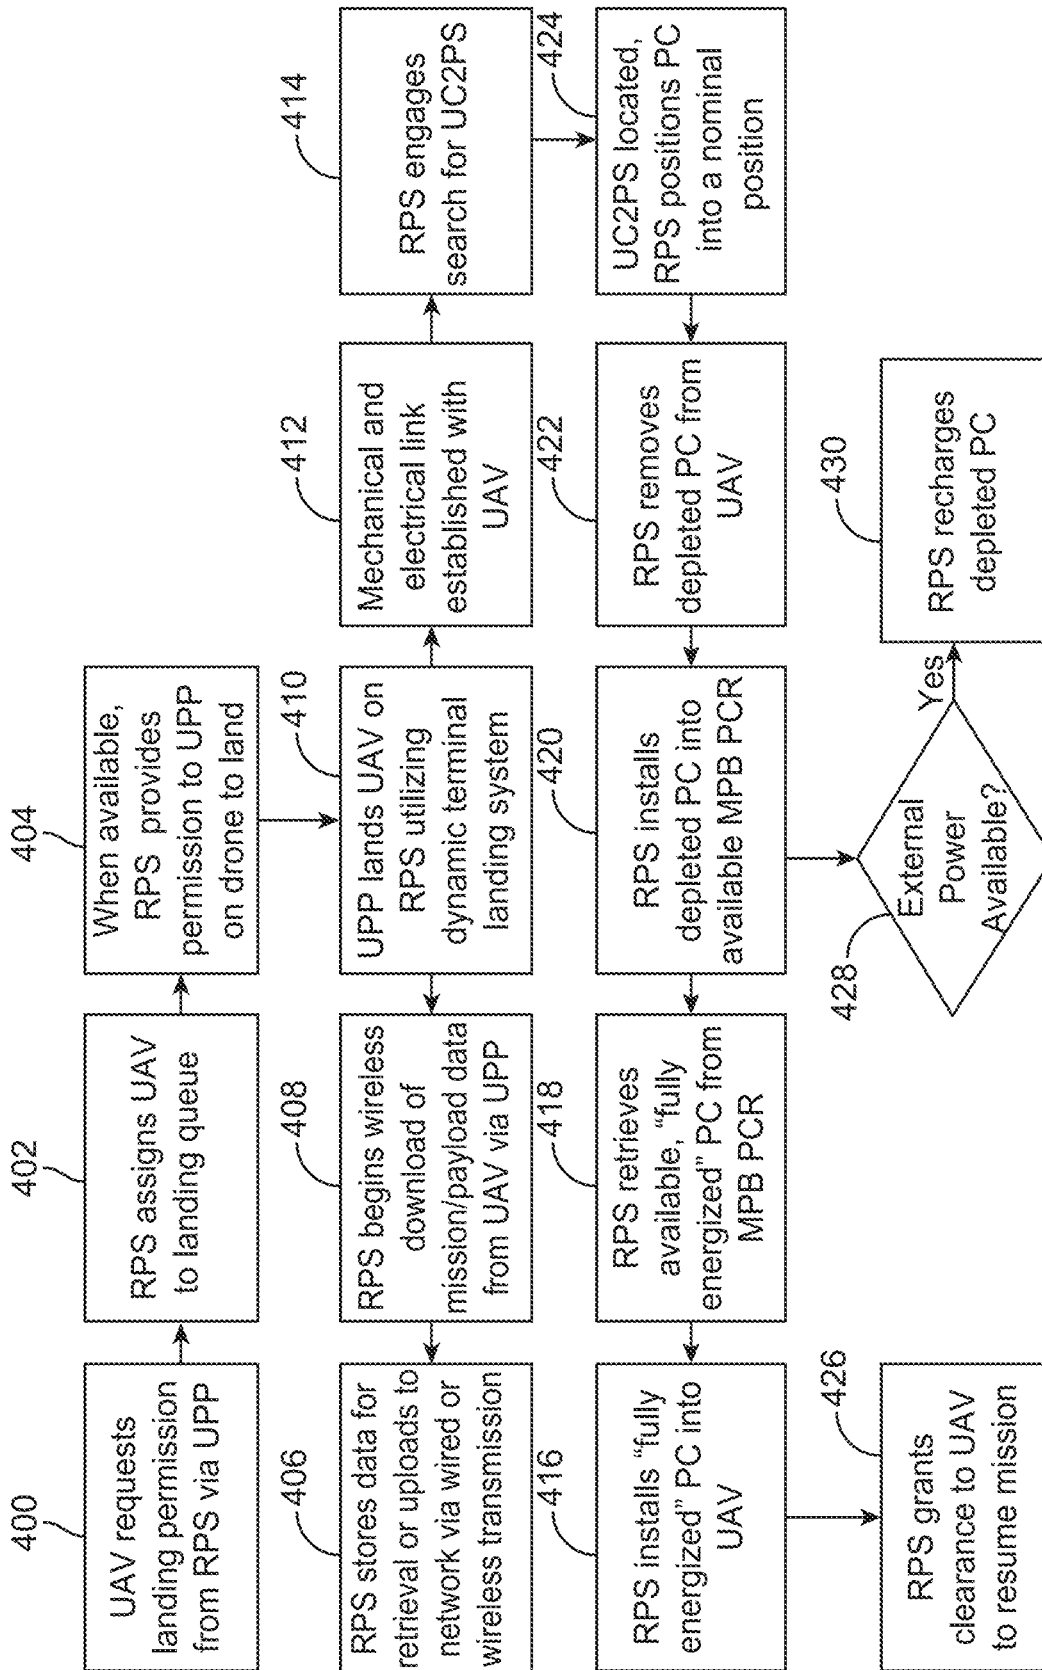 400
UAV requests
landing permission
from RPS via UPP
402
RPS assigns UAV
to landing queue
404
When available,
RPS provides
permission to UPP
on drone to land
406
RPS stores data for
retrieval or uploads to
network via wired or
wireless transmission
408
RPS begins wireless
download of
mission/payload data
from UAV via UPP
410
UPP lands UAV on
RPS utilizing
dynamic terminal
landing system
412
Mechanical and
electrical link
established with
UAV
414
RPS engages
search for UC2PS
416
RPS installs “fully
energized” PC into
UAV
418
RPS retrieves
available, “fully
energized” PC from
MPB PCR
420
RPS installs
depleted PC into
available MPB PCR
422
RPS removes
depleted PC from
UAV
424
UC2PS located,
RPS positions PC
into a nominal
position
426
RPS grants
clearance to UAV
to resume mission
428
External
Power
Available?
Yes
430
RPS recharges
depleted PC